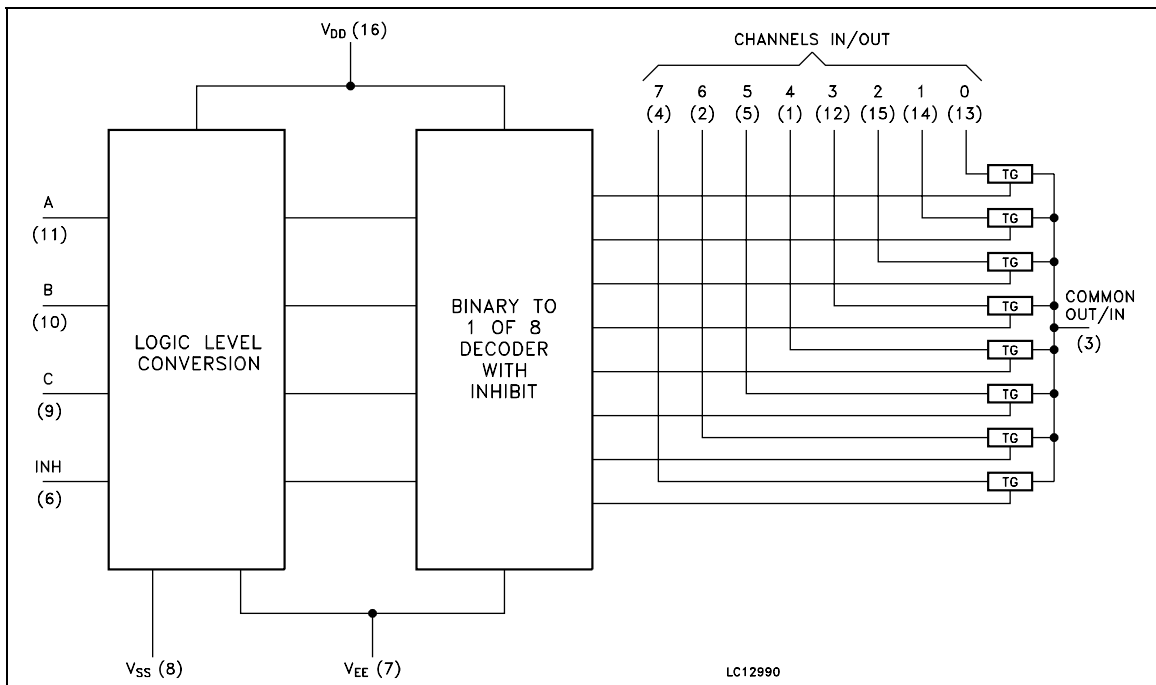 VDD (16)
CHANNELS IN/OUT
7 6 5 4 3 2 1 0
(4) (2) (5) (1) (12) (15) (14) (13)
TG
A
(11)
TG
TG
B
(10)
BINARY TO
1 OF 8
DECODER
WITH
INHIBIT
TG
COMMON
OUT/IN
(3)
LOGIC LEVEL
CONVERSION
TG
C
(9)
TG
TG
INH
(6)
TG
VSS (8)
VEE (7)
LC12990